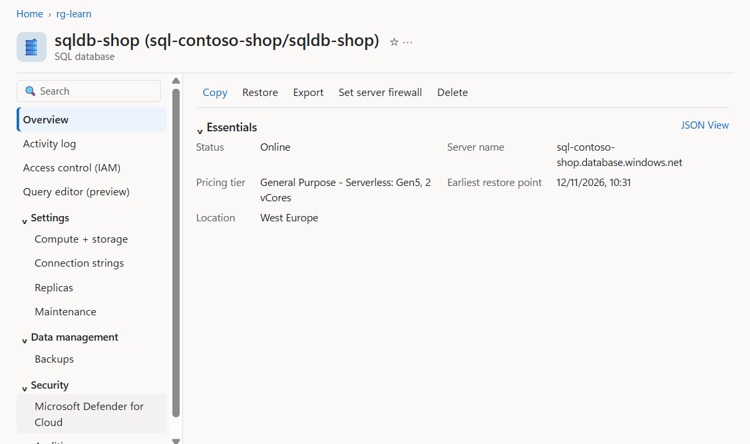 Home › rg-learn
sqldb-shop (sql-contoso-shop/sqldb-shop) ☆ ···
SQL database
Search
Overview
Activity log
Access control (IAM)
Query editor (preview)
Settings
Compute + storage
Connection strings
Replicas
Maintenance
Data management
Backups
Security
Microsoft Defender for
Cloud
Copy Restore Export Set server firewall Delete
Essentials
JSON View
Status Online
Server name sql-contoso-
shop.database.windows.net
Pricing tier General Purpose - Serverless: Gen5, 2
vCores
Earliest restore point 12/11/2026, 10:31
Location West Europe